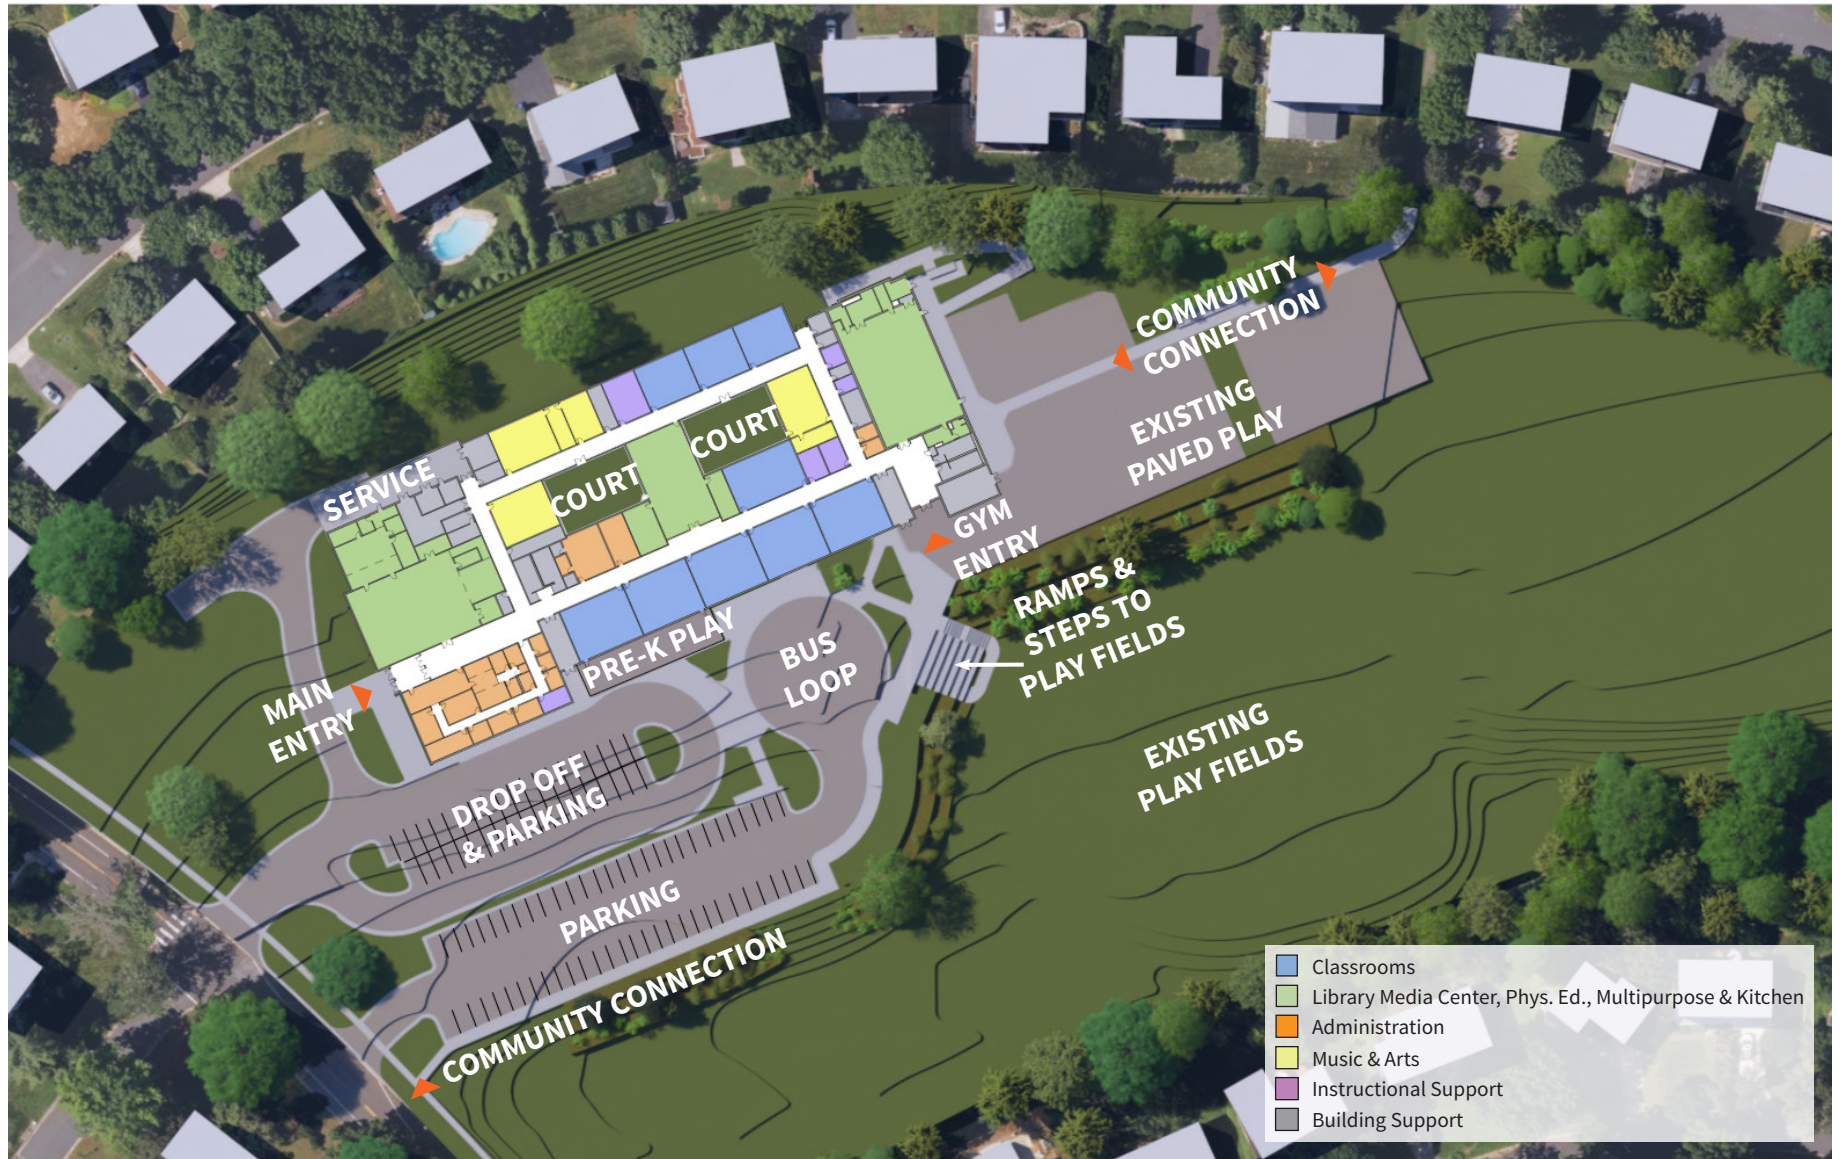 COMMUNITY
CONNECTION
EXISTING
PAVED PLAY
COURT
COURT
SERVICE
GYM
ENTRY
RAMPS &
STEPS TO
PLAY FIELDS
PRE-K PLAY
BUS
LOOP
MAIN
ENTRY
EXISTING
PLAY FIELDS
DROP OFF
& PARKING
PARKING
COMMUNITY CONNECTION
Classrooms
Library Media Center, Phys. Ed., Multipurpose & Kitchen
Administration
Music & Arts
Instructional Support
Building Support